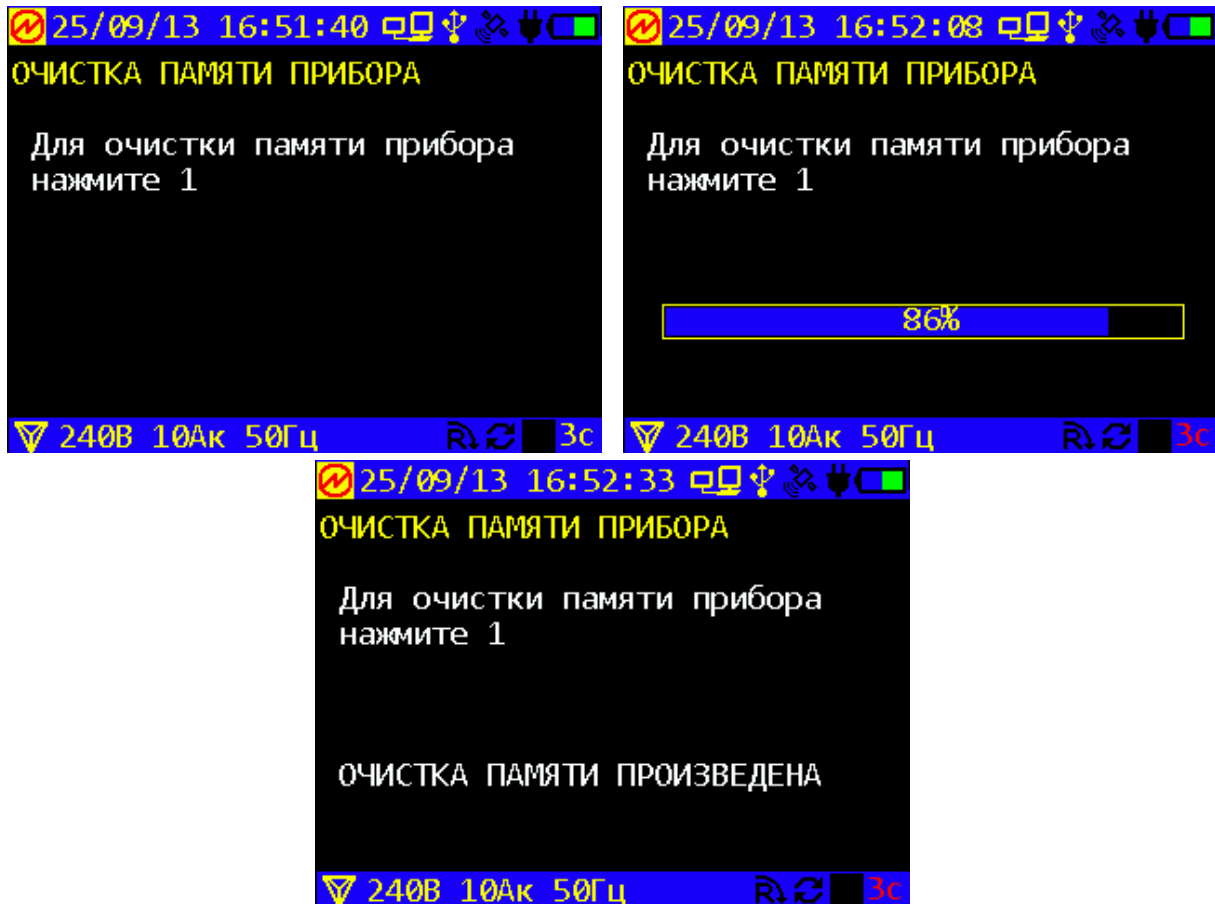 25/09/13 16:51:40
ОЧИСТКА ПАМЯТИ ПРИБОРА
Для очистки памяти прибора
нажмите 1
240В 10Ак 50Гц 3с
25/09/13 16:52:08
ОЧИСТКА ПАМЯТИ ПРИБОРА
Для очистки памяти прибора
нажмите 1
86%
240В 10Ак 50Гц R 3с
25/09/13 16:52:33
ОЧИСТКА ПАМЯТИ ПРИБОРА
Для очистки памяти прибора
нажмите 1
ОЧИСТКА ПАМЯТИ ПРОИЗВЕДЕНА
240В 10Ак 50Гц R 3с